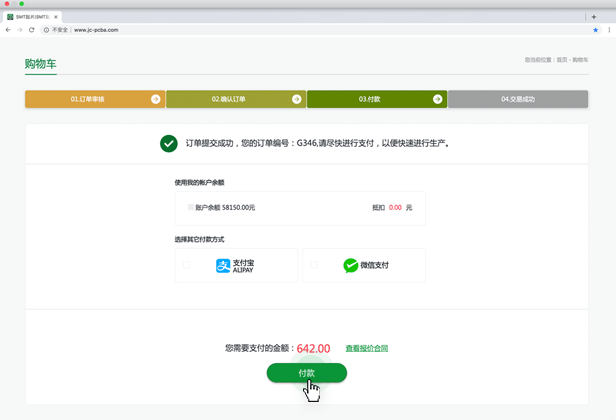 SMT贴片|SMT汇
不安全 | www.jc-pcba.com
购物车
您当前位置：首页 - 购物车
01.订单审核
02.确认订单
03.付款
04.交易成功
订单提交成功，您的订单编号：G346,请尽快进行支付，以便快速进行生产。
使用我的帐户余额
账户余额 58150.00元
抵扣 0.00 元
选择其它付款方式
支付宝
ALIPAY
微信支付
您需要支付的金额：642.00 查看报价合同
付款